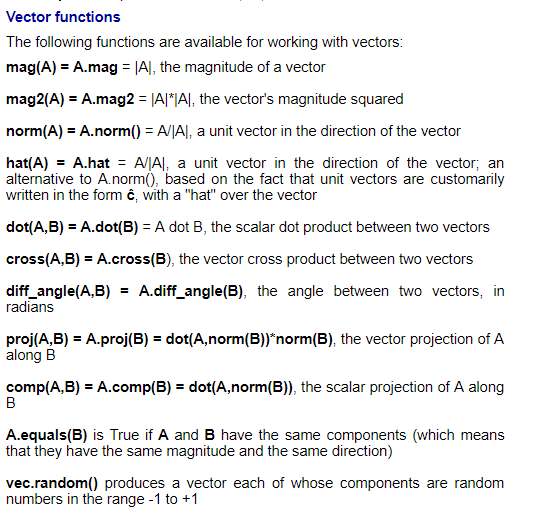 Vector functions
The following functions are available for working with vectors:
mag(A) = A.mag = |A|, the magnitude of a vector
mag2(A) = A.mag2 = |A|*|A|, the vector's magnitude squared
norm(A) = A.norm() = A/|A|, a unit vector in the direction of the vector
hat(A) = A.hat = A/|A|, a unit vector in the direction of the vector; an
alternative to A.norm(), based on the fact that unit vectors are customarily
written in the form ĉ, with a "hat" over the vector
dot(A,B) = A.dot(B) = A dot B, the scalar dot product between two vectors
cross(A,B) = A.cross(B), the vector cross product between two vectors
diff_angle(A,B) = A.diff_angle(B), the angle between two vectors, in
radians
proj(A,B) = A.proj(B) = dot(A,norm(B))*norm(B), the vector projection of A
along B
comp(A,B) = A.comp(B) = dot(A,norm(B)), the scalar projection of A along
B
A.equals(B) is True if A and B have the same components (which means
that they have the same magnitude and the same direction)
vec.random() produces a vector each of whose components are random
numbers in the range -1 to +1